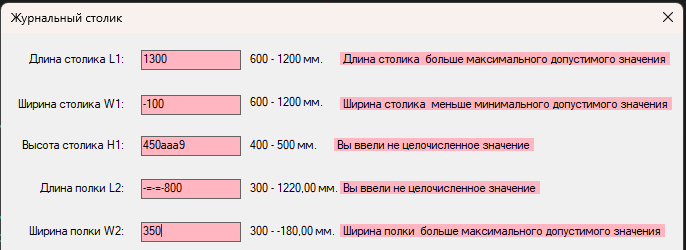 Журнальный столик
Длина столика L1: 1300 600 - 1200 мм. Длина столика больше максимального допустимого значения
Ширина столика W1: -100 600 - 1200 мм. Ширина столика меньше минимального допустимого значения
Высота столика H1: 450aaa9 400 - 500 мм. Вы ввели не целочисленное значение
Длина полки L2: -=-=-800 300 - 1220,00 мм. Вы ввели не целочисленное значение
Ширина полки W2: 350 300 - -180,00 мм. Ширина полки больше максимального допустимого значения